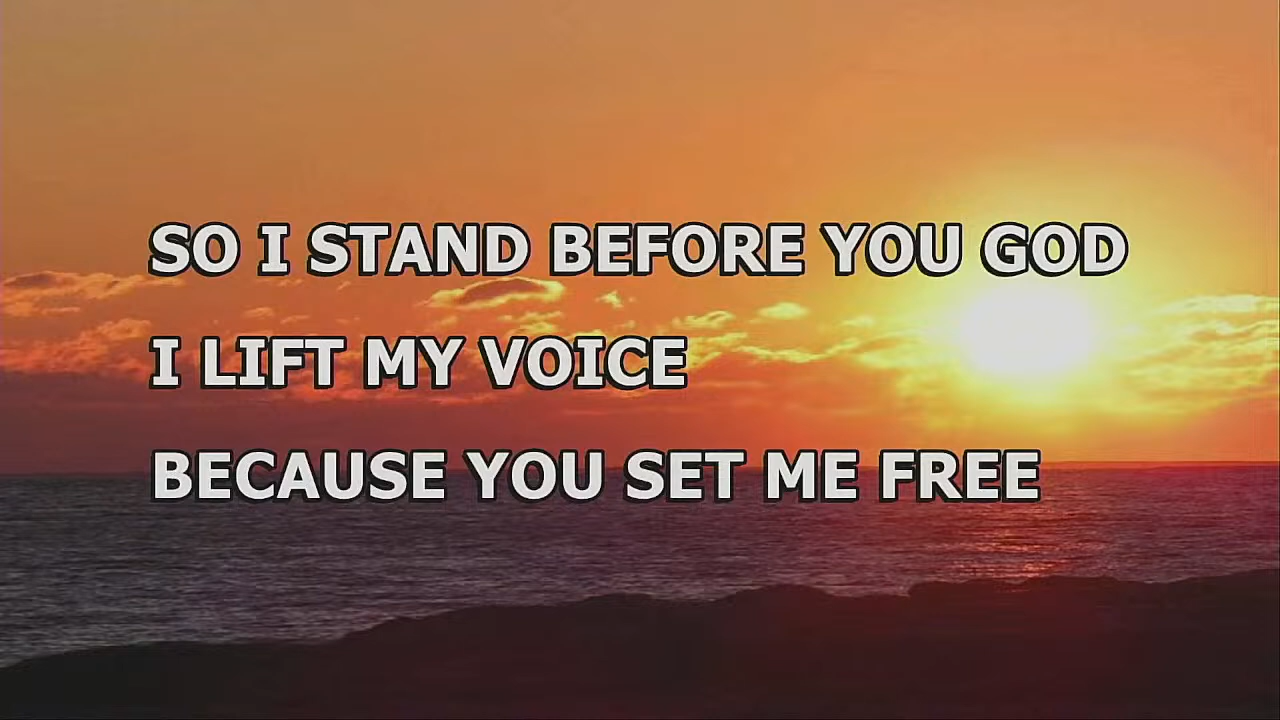 SO I STAND BEFORE YOU GOD
I LIFT MY VOICE
BECAUSE YOU SET ME FREE